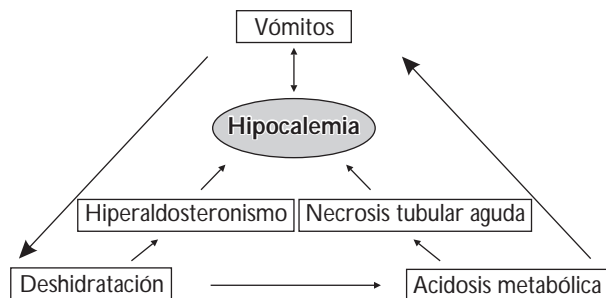 Vómitos
Hipocalemia
Hiperaldosteronismo
Necrosis tubular aguda
Deshidratación
Acidosis metabólica